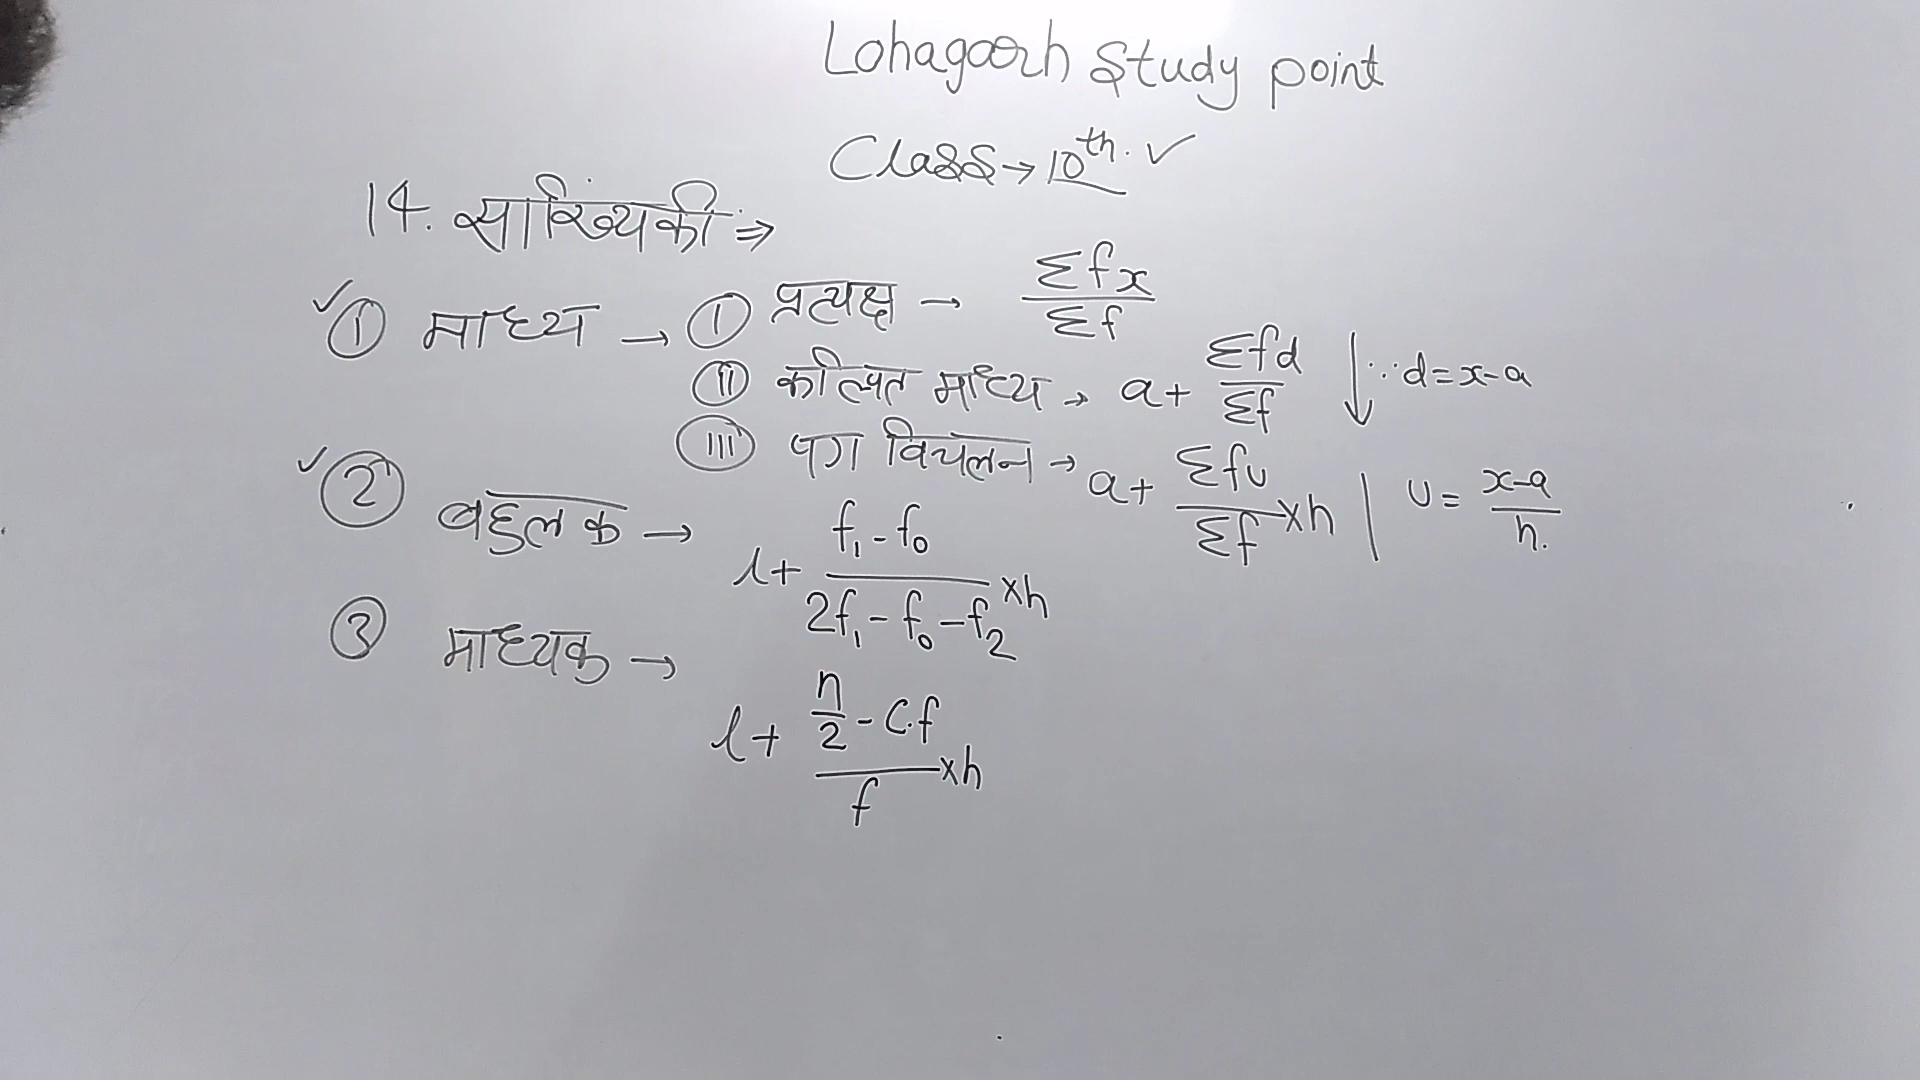 Lohagarh Study point
Class → 10th. ✓
14. सांख्यिकी ⇒
✓ ① माध्य → Ⓘ प्रत्यक्ष → Σfx / Σf
Ⓘⓘ कल्पित माध्य → a + Σfd / Σf ↓ ∵ d = x - a
III पग विचलन → a + Σfu / Σf × h | u = x-a / h.
✓ ② बहुलक → l + f₁ - f₀ / 2f₁ - f₀ - f₂ × h
③ माध्यक → l + n/2 - C.f / f × h